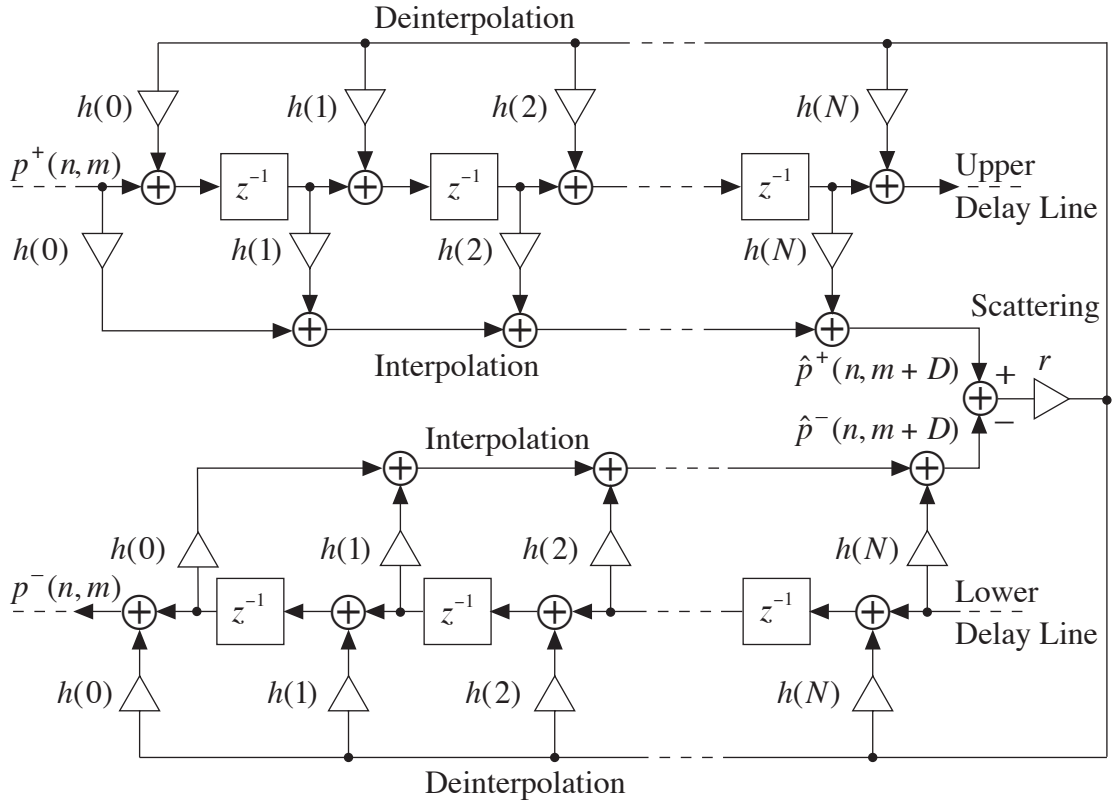 Deinterpolation
h(0) h(1) h(2) h(N)
p⁺(n, m)
z⁻¹ z⁻¹ z⁻¹
Upper
Delay Line
h(0) h(1) h(2) h(N)
Scattering
Interpolation
p̂⁺(n, m + D)
+
r
p̂⁻(n, m + D)
−
Interpolation
h(0) h(1) h(2) h(N)
p⁻(n, m)
z⁻¹ z⁻¹ z⁻¹
Lower
Delay Line
h(0) h(1) h(2) h(N)
Deinterpolation